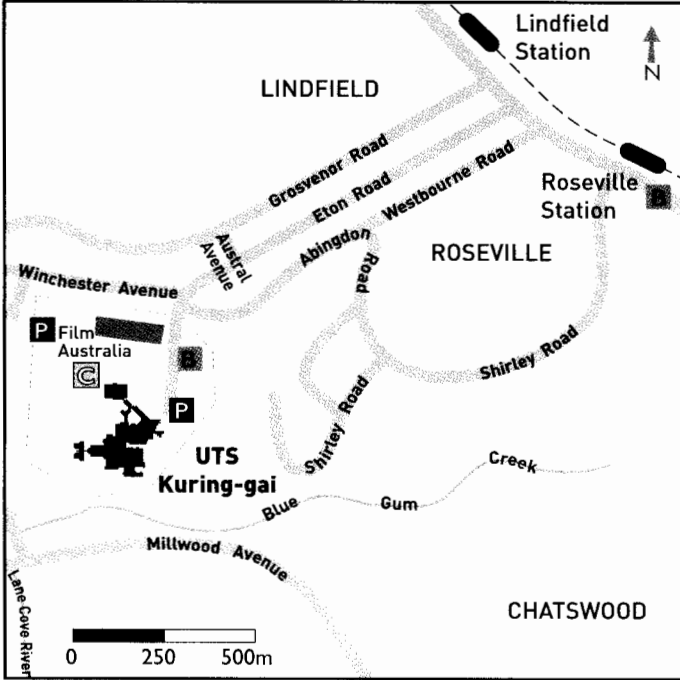 Lindfield
Station
N
LINDFIELD
Grosvenor Road
Eton Road
Westbourne Road
Roseville
Station
B
Austral
Avenue
Abingdon
Road
ROSEVILLE
Winchester Avenue
P
Film
Australia
B
C
P
Shirley Road
Shirley Road
UTS
Kuring-gai
Blue Gum Creek
Millwood Avenue
Lane Cove River
CHATSWOOD
0 250 500m